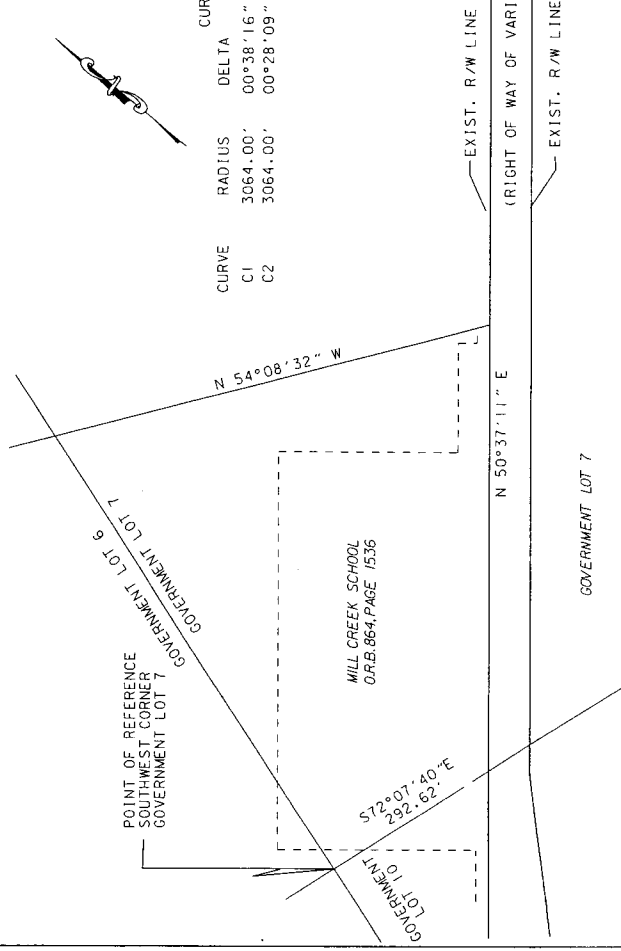 POINT OF REFERENCE
SOUTHWEST CORNER
GOVERNMENT LOT 7
GOVERNMENT LOT 6
GOVERNMENT LOT 7
GOVERNMENT
LOT 10
S72°07'40"E
292.62'
MILL CREEK SCHOOL
O.R.B. 864, PAGE 1536
N 54°08'32" W
N 50°37'11" E
GOVERNMENT LOT 7
CUR
CURVE RADIUS DELTA
C1 3064.00' 00°38'16"
C2 3064.00' 00°28'09"
EXIST. R/W LINE
(RIGHT OF WAY OF VARI
EXIST. R/W LINE